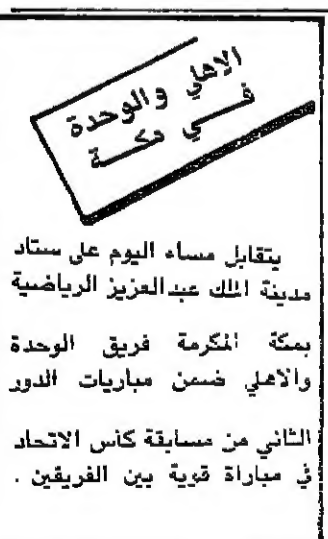 الاهلي والوحدة
في مكة
يتقابل مساء اليوم على ستاد
مدينة الملك عبدالعزيز الرياضية
بمكة المكرمة فريق الوحدة
والاهلي ضمن مباريات الدور
الثاني من مسابقة كأس الاتحاد
في مباراة قوية بين الفريقين .